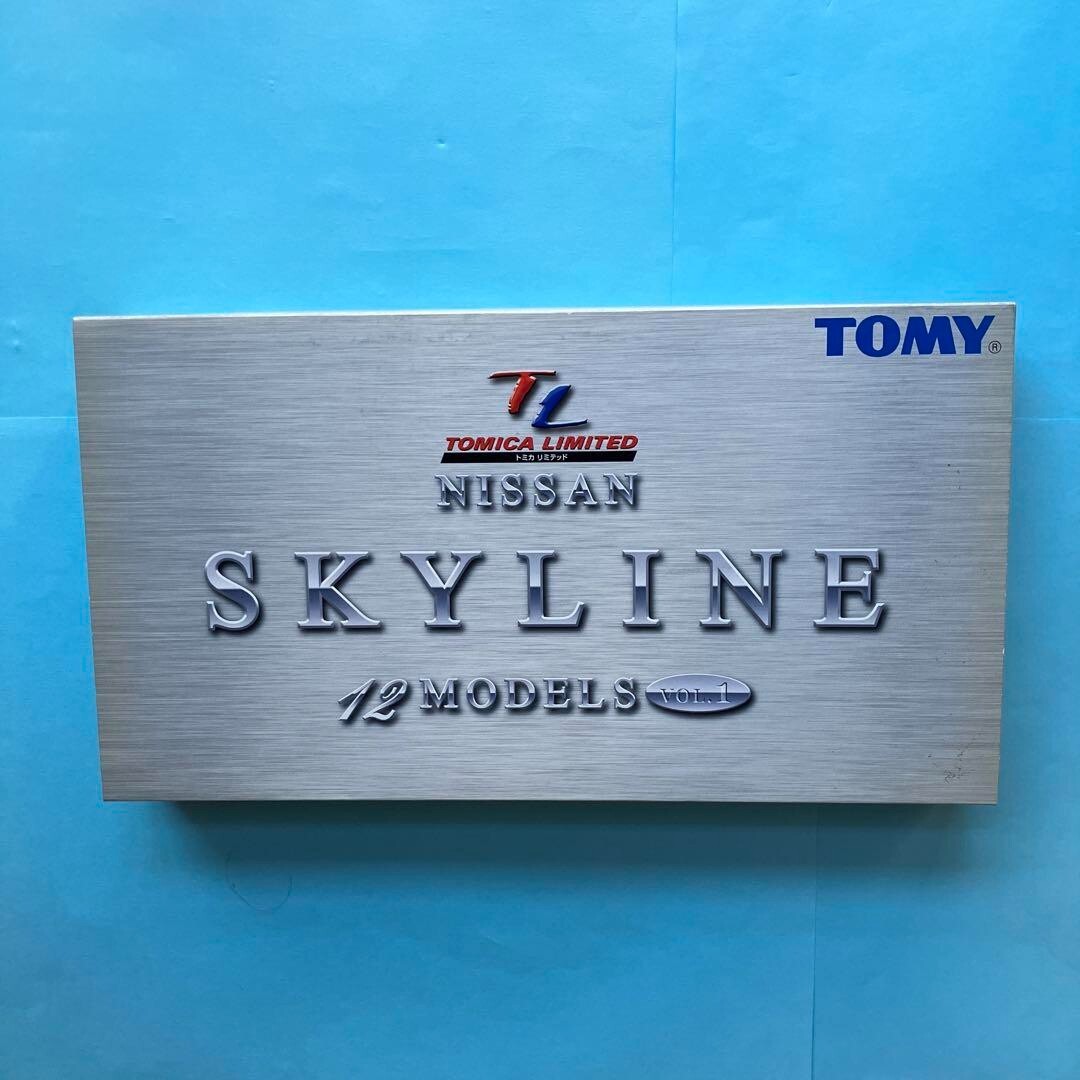 TOMY®
TL
TOMICA LIMITED
トミカ リミテッド
NISSAN
SKYLINE
12 MODELS VOL.1